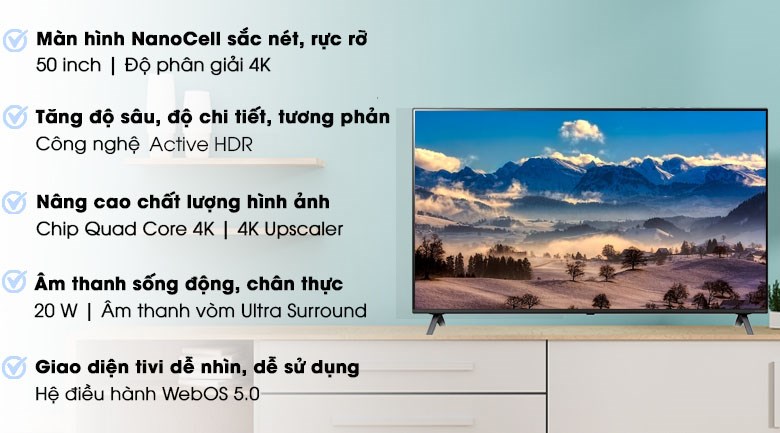 Màn hình NanoCell sắc nét, rực rỡ
50 inch | Độ phân giải 4K
Tăng độ sâu, độ chi tiết, tương phản
Công nghệ Active HDR
Nâng cao chất lượng hình ảnh
Chip Quad Core 4K | 4K Upscaler
Âm thanh sống động, chân thực
20 W | Âm thanh vòm Ultra Surround
Giao diện tivi dễ nhìn, dễ sử dụng
Hệ điều hành WebOS 5.0